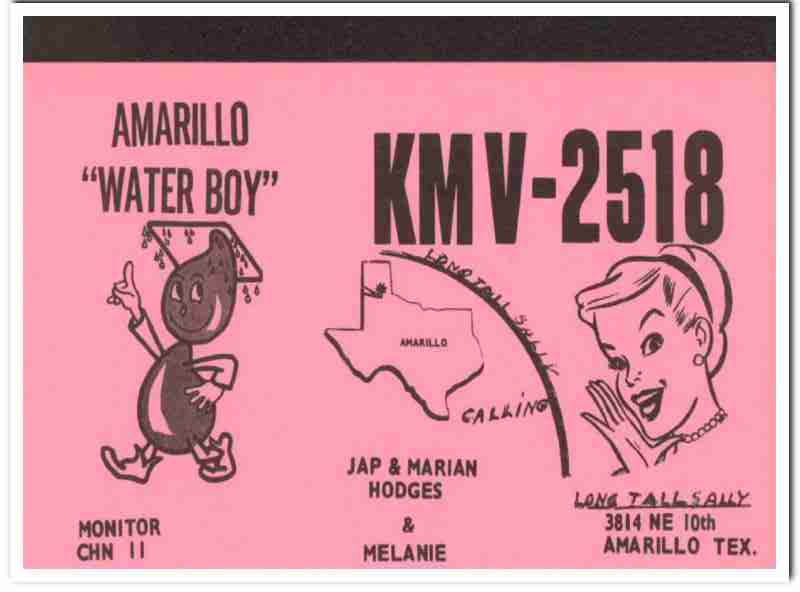 AMARILLO
"WATER BOY"
KMV-2518
LONG TALL SALLY
AMARILLO
CALLING
JAP & MARIAN
HODGES
&
MELANIE
MONITOR
CHN 11
LONG TALL SALLY
3814 NE 10th
AMARILLO TEX.